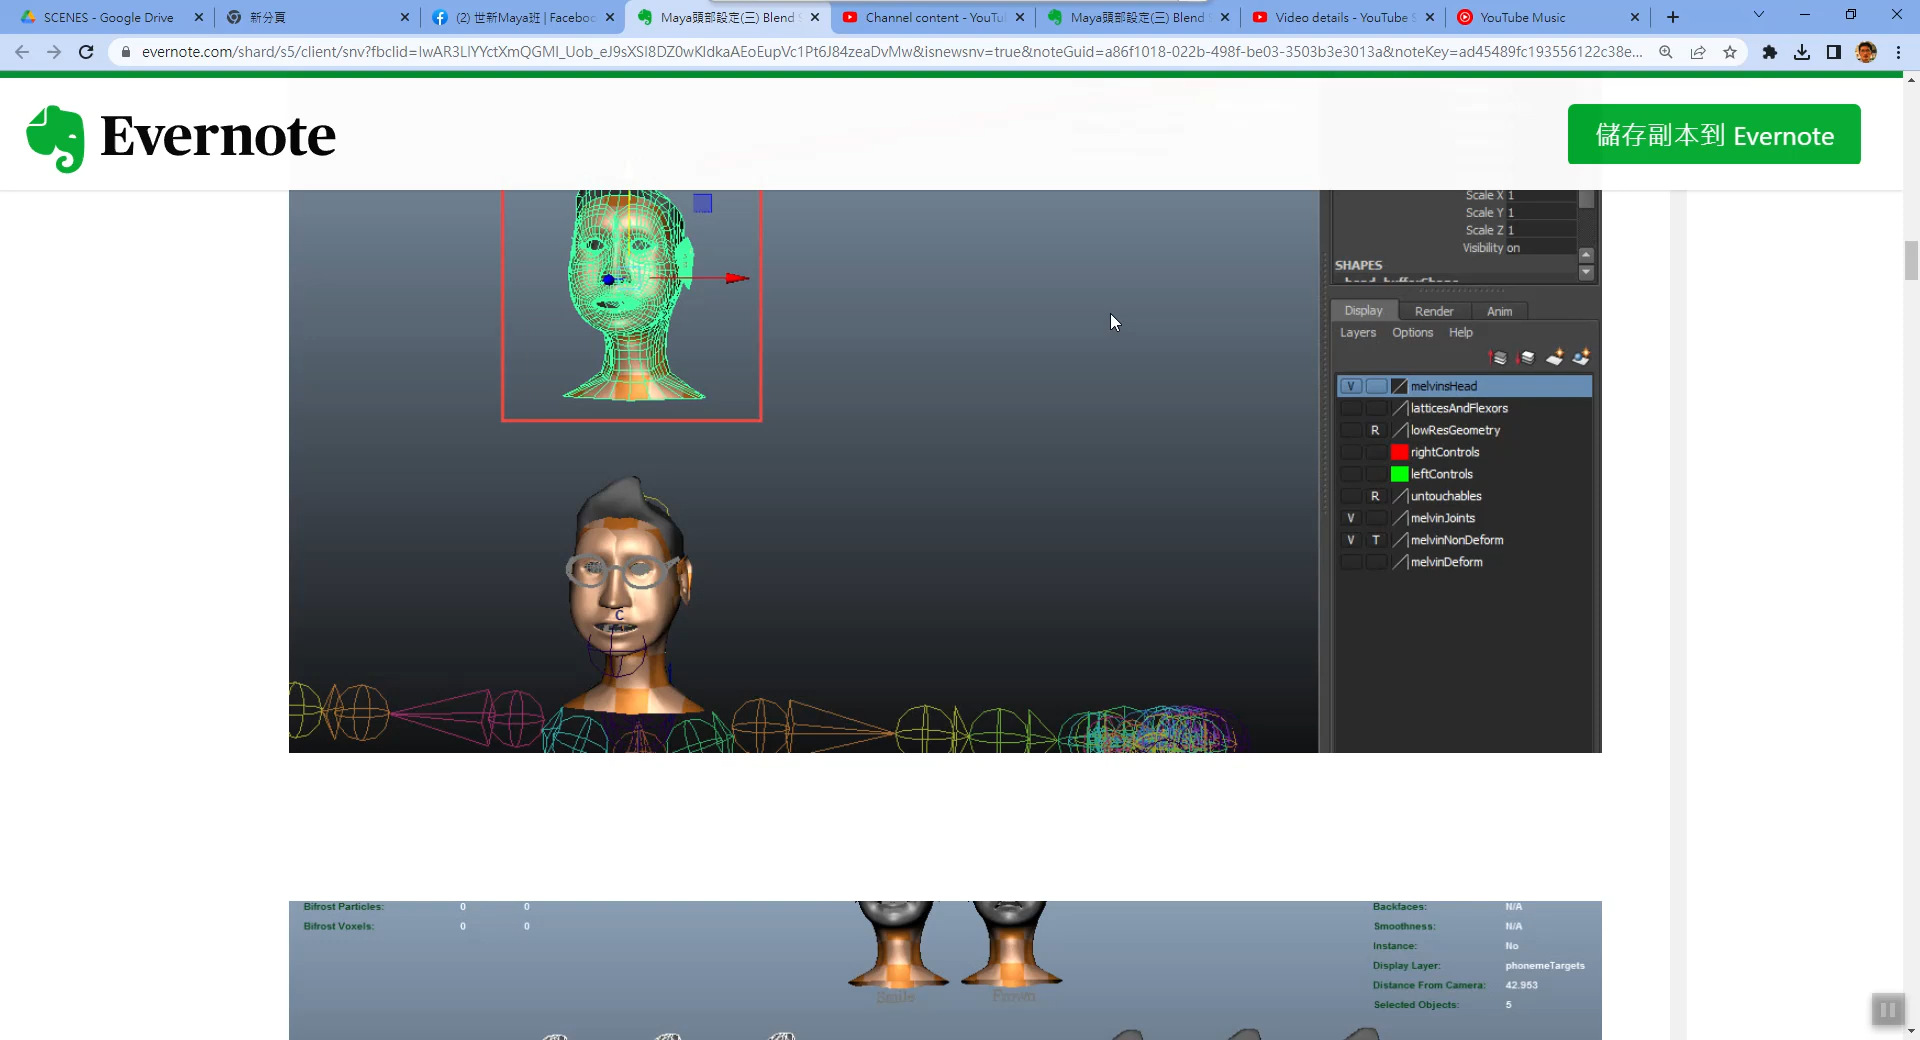 SCENES - Google Drive
新分頁
(2) 世新Maya班 | Faceboo
Maya頭部設定(三) Blend S
Channel content - YouTu
Maya頭部設定(三) Blend S
Video details - YouTube S
YouTube Music
evernote.com/shard/s5/client/snv?fbclid=IwAR3LlYYctXmQGMI_Uob_eJ9sXSI8DZ0wKIdkaAEoEupVc1Pt6J84zeaDvMw&isnewsnv=true&noteGuid=a86f1018-022b-498f-be03-3503b3e3013a&noteKey=ad45489fc193556122c38e...
Evernote
儲存副本到 Evernote
Scale X 1
Scale Y 1
Scale Z 1
Visibility on
SHAPES
head_bufferShape
Display Render Anim
Layers Options Help
V melvinsHead
latticesAndFlexors
R lowResGeometry
rightControls
leftControls
R untouchables
V melvinJoints
V T melvinNonDeform
melvinDeform
C
Bifrost Particles: 0 0
Bifrost Voxels: 0 0
Smile
Frown
Backfaces: N/A
Smoothness: N/A
Instance: No
Display Layer: phonemeTargets
Distance From Camera: 42.953
Selected Objects: 5